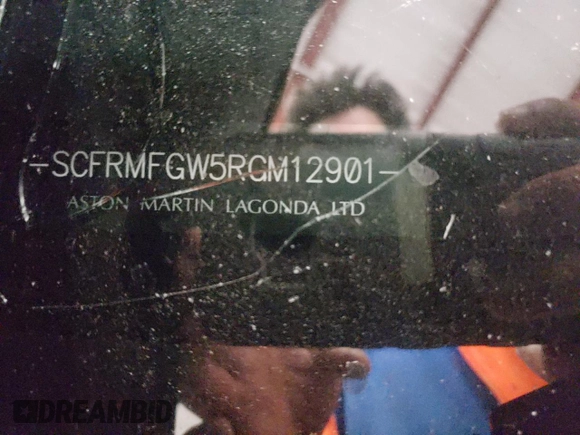 -SCFRMFGW5RGM12901-
ASTON MARTIN LAGONDA LTD
DREAMBID